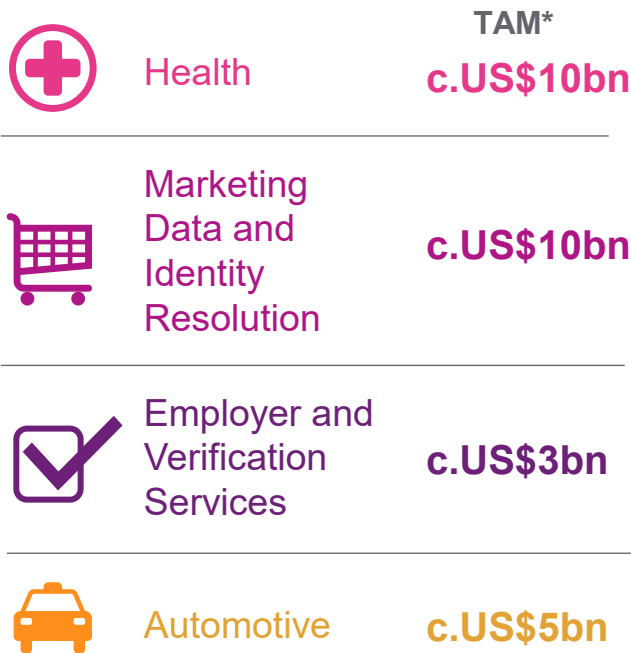 TAM*
Health
c.US$10bn
Marketing
Data and
Identity
Resolution
c.US$10bn
Employer and
Verification
Services
c.US$3bn
Automotive
c.US$5bn